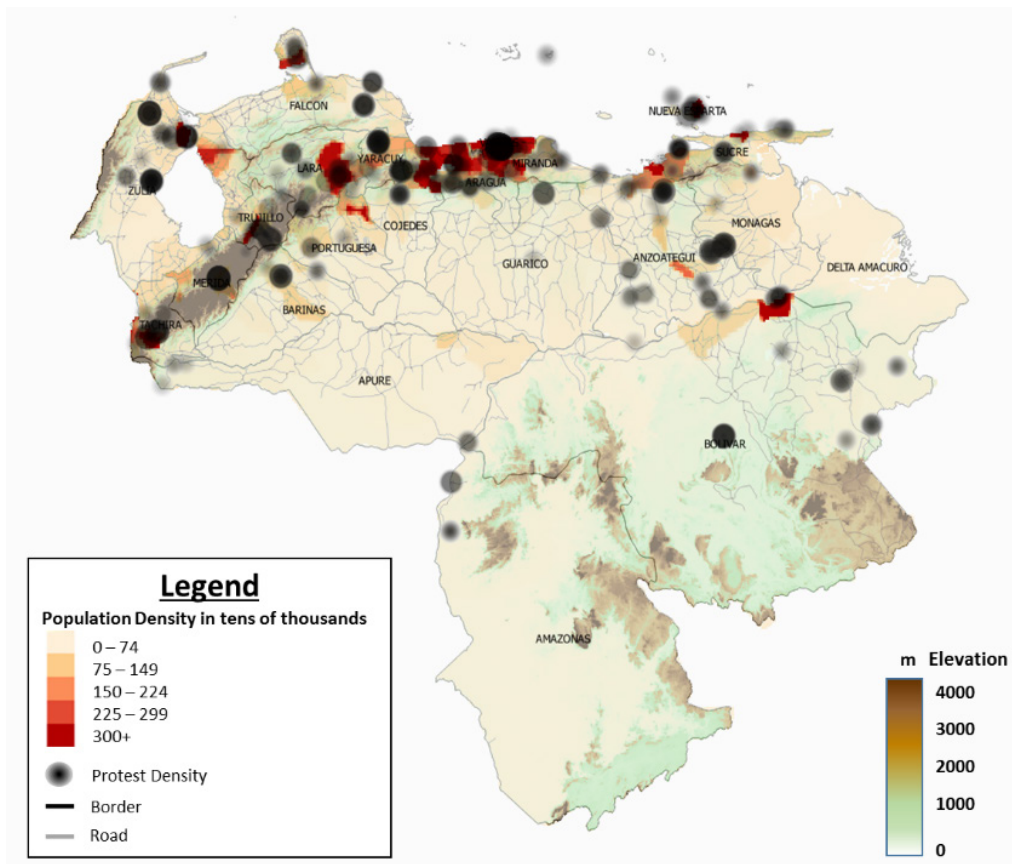 FALCON
NUEVA ESPARTA
SUCRE
YARACUY
MIRANDA
LARA
ARAGUA
ZULIA
TRUJILLO
COJEDES
MONAGAS
PORTUGUESA
ANZOATEGUI
GUARICO
DELTA AMACURO
MERIDA
BARINAS
TACHIRA
APURE
BOLIVAR
AMAZONAS
Legend
Population Density in tens of thousands
0 – 74
75 – 149
150 – 224
225 – 299
300+
Protest Density
Border
Road
m Elevation
4000
3000
2000
1000
0